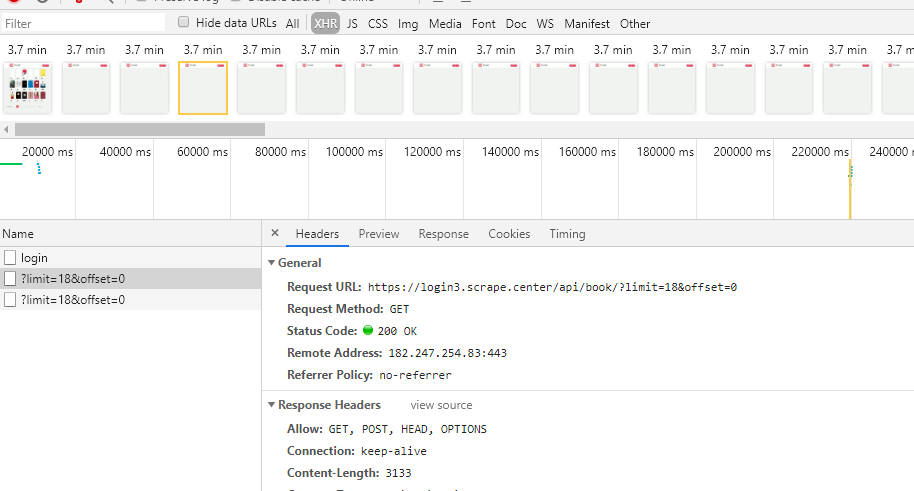 Filter Hide data URLs All XHR JS CSS Img Media Font Doc WS Manifest Other
3.7 min 3.7 min 3.7 min 3.7 min 3.7 min 3.7 min 3.7 min 3.7 min 3.7 min 3.7 min 3.7 min 3.7 min 3.7 min 3.7 min 3.7 min
20000 ms 40000 ms 60000 ms 80000 ms 100000 ms 120000 ms 140000 ms 160000 ms 180000 ms 200000 ms 220000 ms 240000 m
Name × Headers Preview Response Cookies Timing
login
?limit=18&offset=0
?limit=18&offset=0
General
Request URL: https://login3.scrape.center/api/book/?limit=18&offset=0
Request Method: GET
Status Code: 200 OK
Remote Address: 182.247.254.83:443
Referrer Policy: no-referrer
Response Headers view source
Allow: GET, POST, HEAD, OPTIONS
Connection: keep-alive
Content-Length: 3133